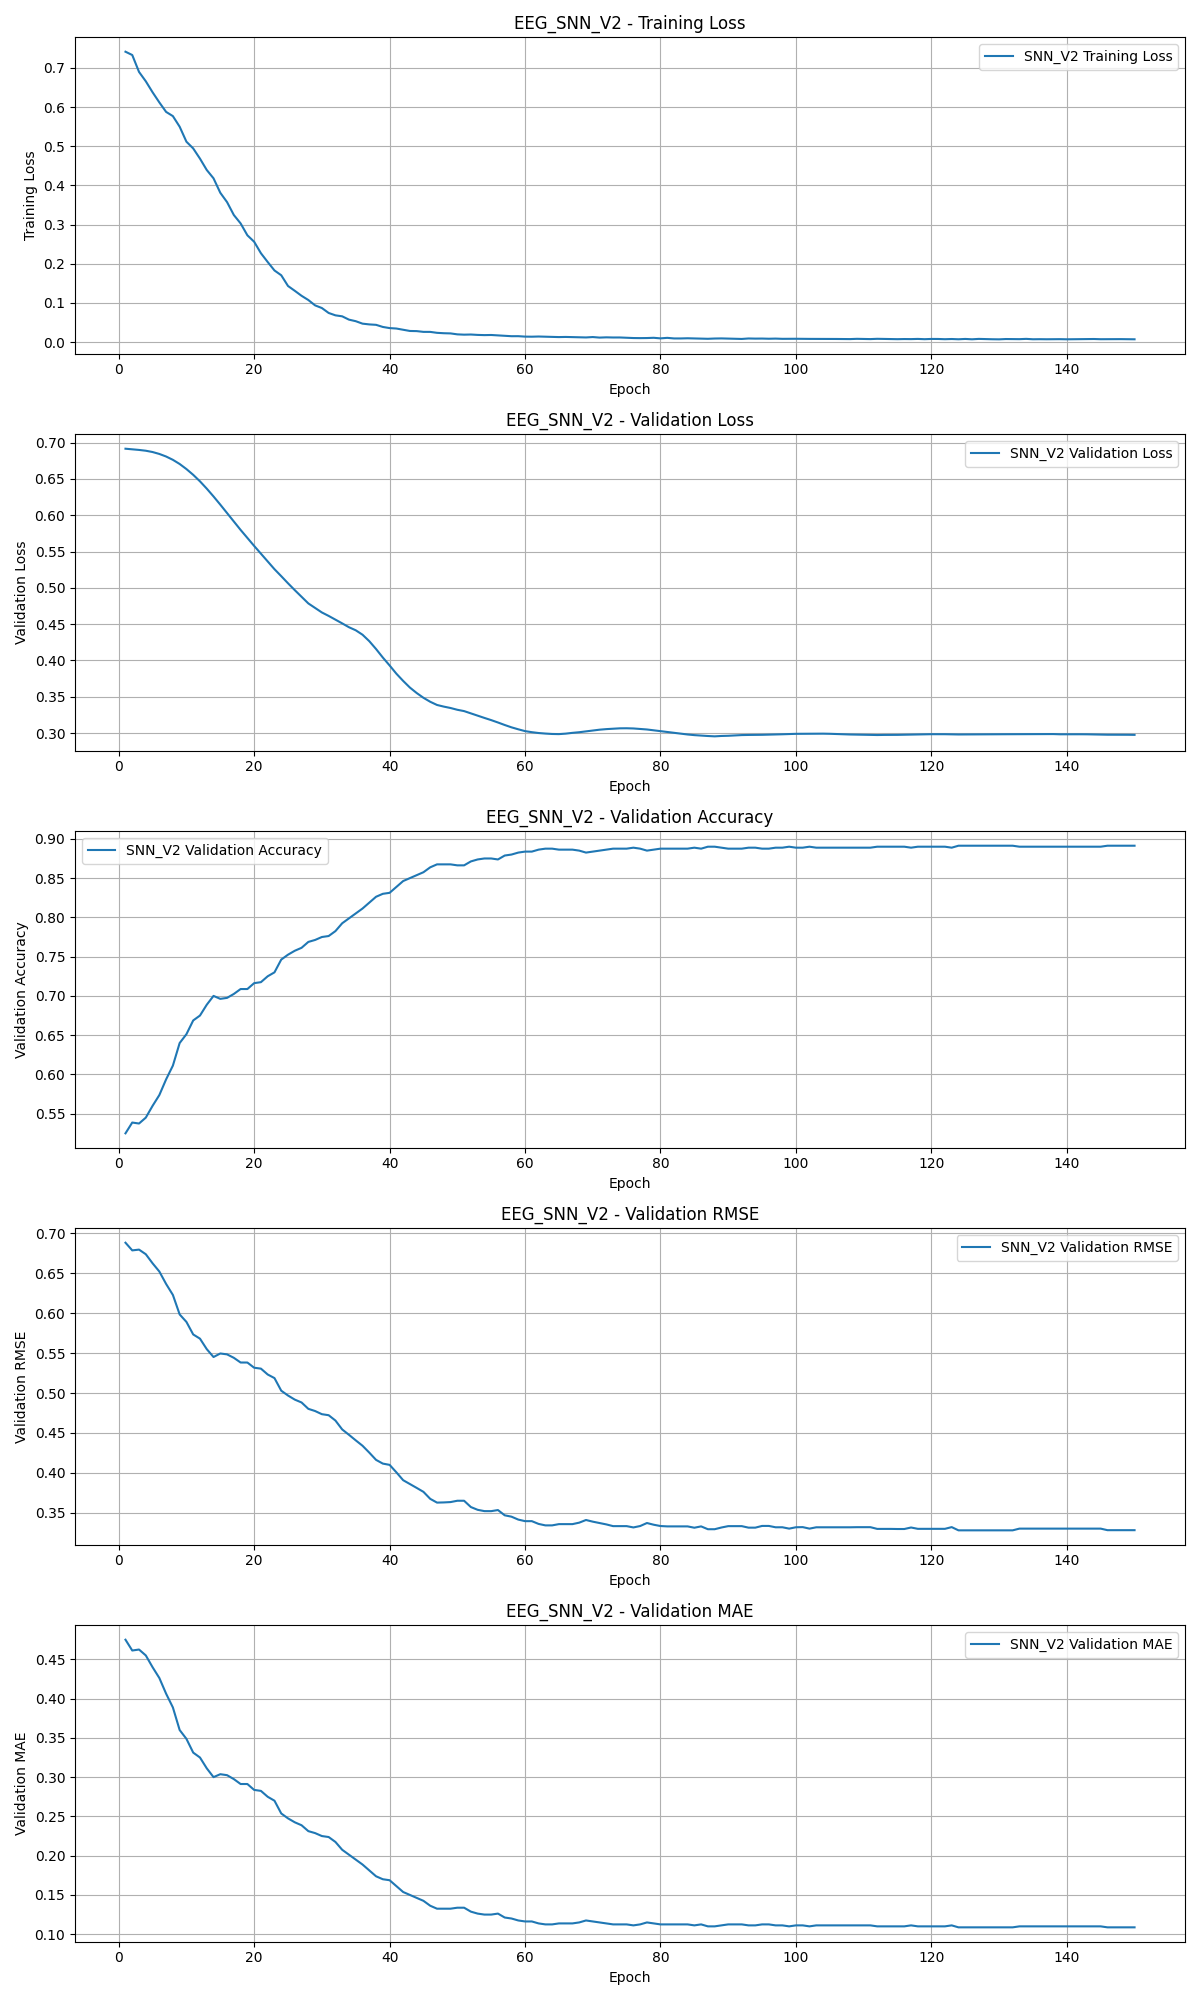 EEG_SNN_V2 - Training Loss
SNN_V2 Training Loss
Training Loss
0.7
0.6
0.5
0.4
0.3
0.2
0.1
0.0
0 20 40 60 80 100 120 140
Epoch
EEG_SNN_V2 - Validation Loss
SNN_V2 Validation Loss
Validation Loss
0.70
0.65
0.60
0.55
0.50
0.45
0.40
0.35
0.30
0 20 40 60 80 100 120 140
Epoch
EEG_SNN_V2 - Validation Accuracy
SNN_V2 Validation Accuracy
Validation Accuracy
0.90
0.85
0.80
0.75
0.70
0.65
0.60
0.55
0 20 40 60 80 100 120 140
Epoch
EEG_SNN_V2 - Validation RMSE
SNN_V2 Validation RMSE
Validation RMSE
0.70
0.65
0.60
0.55
0.50
0.45
0.40
0.35
0 20 40 60 80 100 120 140
Epoch
EEG_SNN_V2 - Validation MAE
SNN_V2 Validation MAE
Validation MAE
0.45
0.40
0.35
0.30
0.25
0.20
0.15
0.10
0 20 40 60 80 100 120 140
Epoch